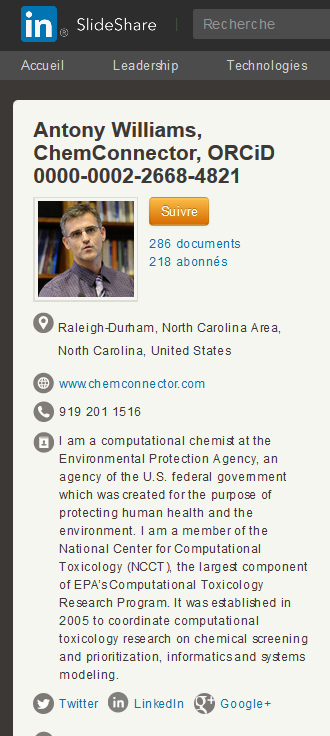 in ® SlideShare Recherche
Accueil Leadership Technologies
Antony Williams,
ChemConnector, ORCiD
0000-0002-2668-4821
Suivre
286 documents
218 abonnés
Raleigh-Durham, North Carolina Area,
North Carolina, United States
www.chemconnector.com
919 201 1516
I am a computational chemist at the
Environmental Protection Agency, an
agency of the U.S. federal government
which was created for the purpose of
protecting human health and the
environment. I am a member of the
National Center for Computational
Toxicology (NCCT), the largest component
of EPA's Computational Toxicology
Research Program. It was established in
2005 to coordinate computational
toxicology research on chemical screening
and prioritization, informatics and systems
modeling.
Twitter in LinkedIn g+ Google+